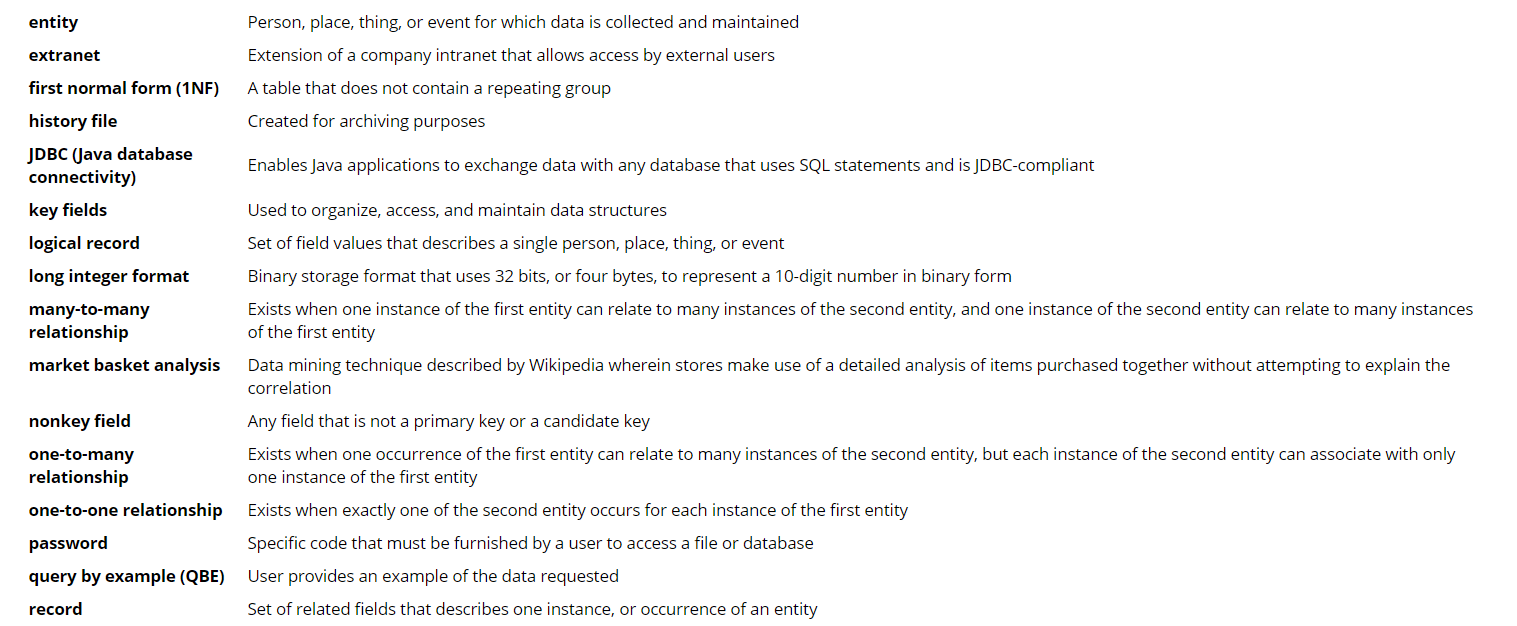 entity Person, place, thing, or event for which data is collected and maintained
extranet Extension of a company intranet that allows access by external users
first normal form (1NF) A table that does not contain a repeating group
history file Created for archiving purposes
JDBC (Java database
connectivity) Enables Java applications to exchange data with any database that uses SQL statements and is JDBC-compliant
key fields Used to organize, access, and maintain data structures
logical record Set of field values that describes a single person, place, thing, or event
long integer format Binary storage format that uses 32 bits, or four bytes, to represent a 10-digit number in binary form
many-to-many Exists when one instance of the first entity can relate to many instances of the second entity, and one instance of the second entity can relate to many instances
relationship of the first entity
market basket analysis Data mining technique described by Wikipedia wherein stores make use of a detailed analysis of items purchased together without attempting to explain the
correlation
nonkey field Any field that is not a primary key or a candidate key
one-to-many Exists when one occurrence of the first entity can relate to many instances of the second entity, but each instance of the second entity can associate with only
relationship one instance of the first entity
one-to-one relationship Exists when exactly one of the second entity occurs for each instance of the first entity
password Specific code that must be furnished by a user to access a file or database
query by example (QBE) User provides an example of the data requested
record Set of related fields that describes one instance, or occurrence of an entity